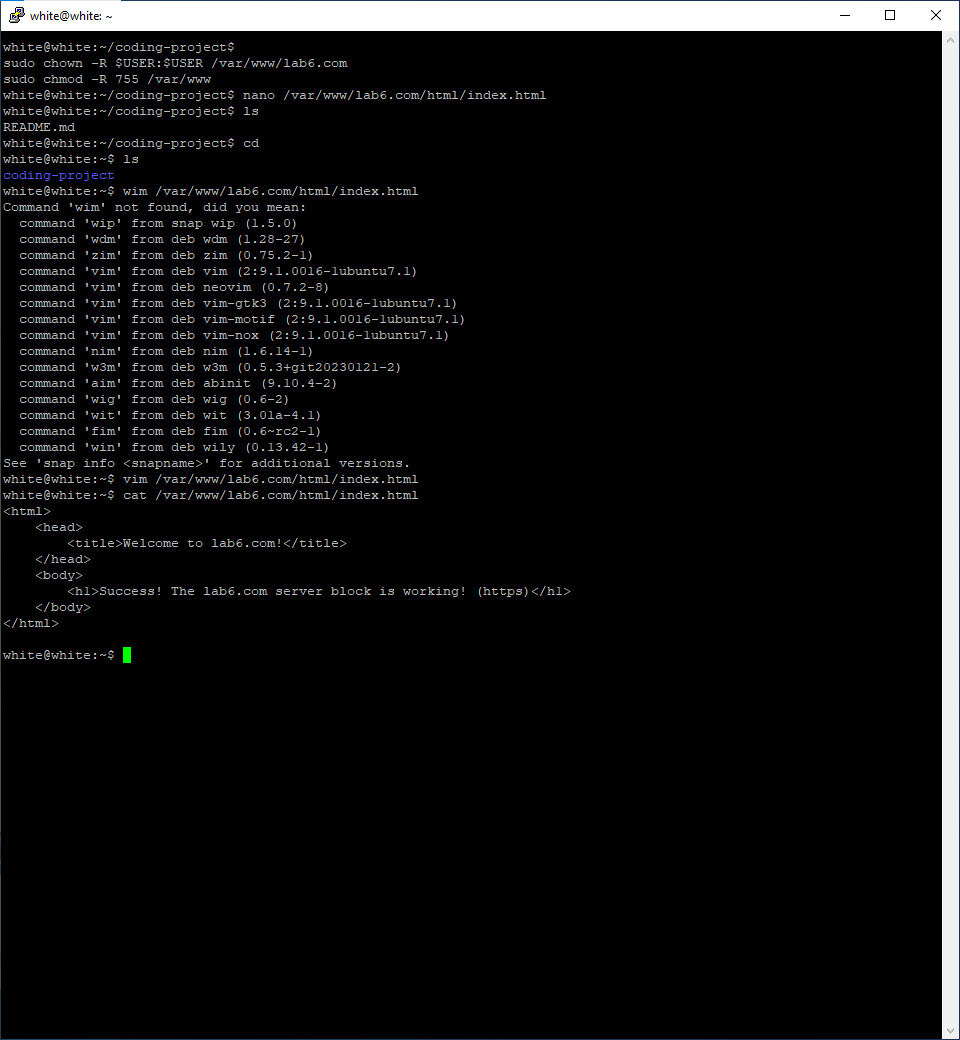 white@white: ~
white@white:~/coding-project$
sudo chown -R $USER:$USER /var/www/lab6.com
sudo chmod -R 755 /var/www
white@white:~/coding-project$ nano /var/www/lab6.com/html/index.html
white@white:~/coding-project$ ls
README.md
white@white:~/coding-project$ cd
white@white:~$ ls
coding-project
white@white:~$ wim /var/www/lab6.com/html/index.html
Command 'wim' not found, did you mean:
  command 'wip' from snap wip (1.5.0)
  command 'wdm' from deb wdm (1.28-27)
  command 'zim' from deb zim (0.75.2-1)
  command 'vim' from deb vim (2:9.1.0016-1ubuntu7.1)
  command 'vim' from deb neovim (0.7.2-8)
  command 'vim' from deb vim-gtk3 (2:9.1.0016-1ubuntu7.1)
  command 'vim' from deb vim-motif (2:9.1.0016-1ubuntu7.1)
  command 'vim' from deb vim-nox (2:9.1.0016-1ubuntu7.1)
  command 'nim' from deb nim (1.6.14-1)
  command 'w3m' from deb w3m (0.5.3+git20230121-2)
  command 'aim' from deb abinit (9.10.4-2)
  command 'wig' from deb wig (0.6-2)
  command 'wit' from deb wit (3.01a-4.1)
  command 'fim' from deb fim (0.6~rc2-1)
  command 'win' from deb wily (0.13.42-1)
See 'snap info <snapname>' for additional versions.
white@white:~$ vim /var/www/lab6.com/html/index.html
white@white:~$ cat /var/www/lab6.com/html/index.html
<html>
    <head>
        <title>Welcome to lab6.com!</title>
    </head>
    <body>
        <h1>Success! The lab6.com server block is working! (https)</h1>
    </body>
</html>
white@white:~$